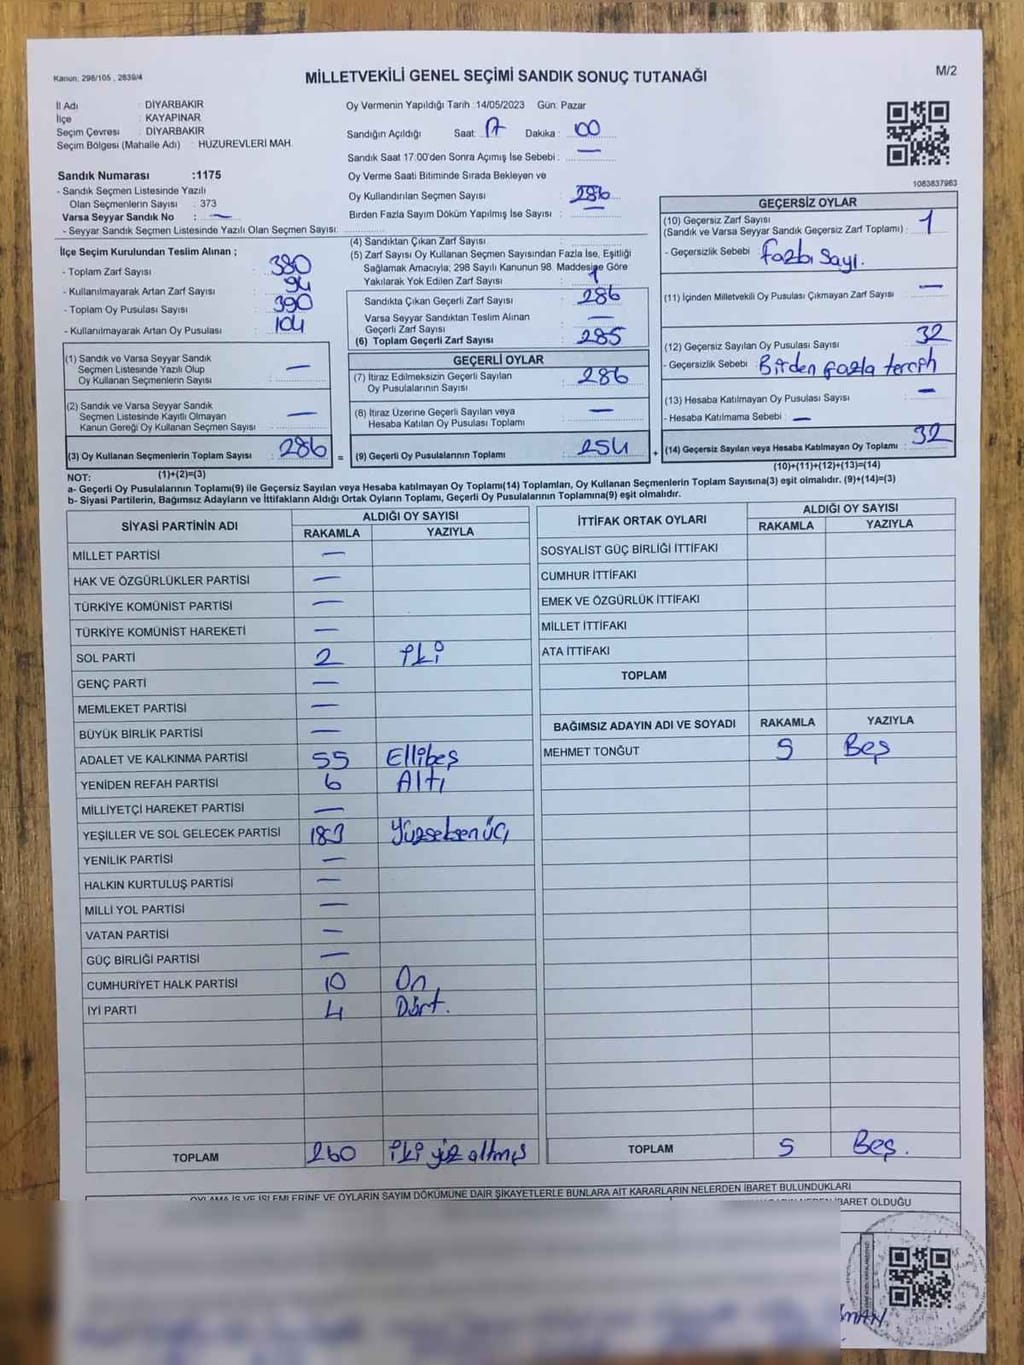 Kanun: 298/105 , 2839/4
MİLLETVEKİLİ GENEL SEÇİMİ SANDIK SONUÇ TUTANAĞI
M/2
İl Adı : DİYARBAKIR
İlçe : KAYAPINAR
Seçim Çevresi : DİYARBAKIR
Seçim Bölgesi (Mahalle Adı) : HUZUREVLERİ MAH.
Sandık Numarası :1175
- Sandık Seçmen Listesinde Yazılı
Olan Seçmenlerin Sayısı : 373
Varsa Seyyar Sandık No : —
- Seyyar Sandık Seçmen Listesinde Yazılı Olan Seçmen Sayısı:
Oy Vermenin Yapıldığı Tarih :14/05/2023 Gün: Pazar
Sandığın Açıldığı Saat: 17 Dakika : 00
Sandık Saat 17:00'den Sonra Açımış İse Sebebi : —
Oy Verme Saati Bitiminde Sırada Bekleyen ve
Oy Kullandırılan Seçmen Sayısı : 286
Birden Fazla Sayım Döküm Yapılmış İse Sayısı : —
1083837963
İlçe Seçim Kurulundan Teslim Alınan ;
- Toplam Zarf Sayısı : 380
- Kullanılmayarak Artan Zarf Sayısı : 94
- Toplam Oy Pusulası Sayısı : 390
- Kullanılmayarak Artan Oy Pusulası : 104
(4) Sandıktan Çıkan Zarf Sayısı :
(5) Zarf Sayısı Oy Kullanan Seçmen Sayısından Fazla İse, Eşitliği
Sağlamak Amacıyla; 298 Sayılı Kanunun 98. Maddesine Göre
Yakılarak Yok Edilen Zarf Sayısı : 1
Sandıkta Çıkan Geçerli Zarf Sayısı : 286
Varsa Seyyar Sandıktan Teslim Alınan
Geçerli Zarf Sayısı : —
(6) Toplam Geçerli Zarf Sayısı : 285
GEÇERSİZ OYLAR
(10) Geçersiz Zarf Sayısı
(Sandık ve Varsa Seyyar Sandık Geçersiz Zarf Toplamı) : 1
- Geçersizlik Sebebi : Fazla Sayı.
(11) İçinden Milletvekili Oy Pusulası Çıkmayan Zarf Sayısı : —
(12) Geçersiz Sayılan Oy Pusulası Sayısı : 32
- Geçersizlik Sebebi : Birden fazla tercih
(13) Hesaba Katılmayan Oy Pusulası Sayısı : —
- Hesaba Katılmama Sebebi : —
(14) Geçersiz Sayılan veya Hesaba Katılmayan Oy Toplamı : 32
(1) Sandık ve Varsa Seyyar Sandık
Seçmen Listesinde Yazılı Olup
Oy Kullanan Seçmenlerin Sayısı : —
(2) Sandık ve Varsa Seyyar Sandık
Seçmen Listesinde Kayıtlı Olmayan
Kanun Gereği Oy Kullanan Seçmen Sayısı : —
(3) Oy Kullanan Seçmenlerin Toplam Sayısı : 286 =
GEÇERLİ OYLAR
(7) İtiraz Edilmeksizin Geçerli Sayılan
Oy Pusulalarının Sayısı : 286
(8) İtiraz Üzerine Geçerli Sayılan veya
Hesaba Katılan Oy Pusulası Toplamı : —
(9) Geçerli Oy Pusulalarının Toplamı : 254 +
NOT: (1)+(2)=(3) (10)+(11)+(12)+(13)=(14)
a- Geçerli Oy Pusulaları Toplamı(9) ile Geçersiz Sayılan veya Hesaba katılmayan Oy Toplamı(14) Toplamları, Oy Kullanan Seçmenlerin Toplam Sayısına(3) eşit olmalıdır. (9)+(14)=(3)
b- Siyasi Partilerin, Bağımsız Adayların ve İttifakların Aldığı Ortak Oyların Toplamı, Geçerli Oy Pusulalarının Toplamına(9) eşit olmalıdır.
SİYASİ PARTİNİN ADI ALDIĞI OY SAYISI
RAKAMLA YAZIYLA
MİLLET PARTİSİ —
HAK VE ÖZGÜRLÜKLER PARTİSİ —
TÜRKİYE KOMÜNİST PARTİSİ —
TÜRKİYE KOMÜNİST HAREKETİ —
SOL PARTİ 2 İki
GENÇ PARTİ —
MEMLEKET PARTİSİ —
BÜYÜK BİRLİK PARTİSİ —
ADALET VE KALKINMA PARTİSİ 55 Ellibeş
YENİDEN REFAH PARTİSİ 6 Altı
MİLLİYETÇİ HAREKET PARTİSİ —
YEŞİLLER VE SOL GELECEK PARTİSİ 183 Yüzseksenüç
YENİLİK PARTİSİ —
HALKIN KURTULUŞ PARTİSİ —
MİLLİ YOL PARTİSİ —
VATAN PARTİSİ —
GÜÇ BİRLİĞİ PARTİSİ —
CUMHURİYET HALK PARTİSİ 10 On
İYİ PARTİ 4 Dört.
TOPLAM 260 iki yüz altmış
İTTİFAK ORTAK OYLARI ALDIĞI OY SAYISI
RAKAMLA YAZIYLA
SOSYALİST GÜÇ BİRLİĞİ İTTİFAKI
CUMHUR İTTİFAKI
EMEK VE ÖZGÜRLÜK İTTİFAKI
MİLLET İTTİFAKI
ATA İTTİFAKI
TOPLAM
BAĞIMSIZ ADAYIN ADI VE SOYADI RAKAMLA YAZIYLA
MEHMET TONĞUT 5 Beş
TOPLAM 5 Beş.
OYLAMA İŞ VE İŞLEMLERİNE VE OYLARIN SAYIM DÖKÜMÜNE DAİR ŞİKAYETLERLE BUNLARA AİT KARARLARIN NELERDEN İBARET BULUNDUKLARI
İBARET OLDUĞU